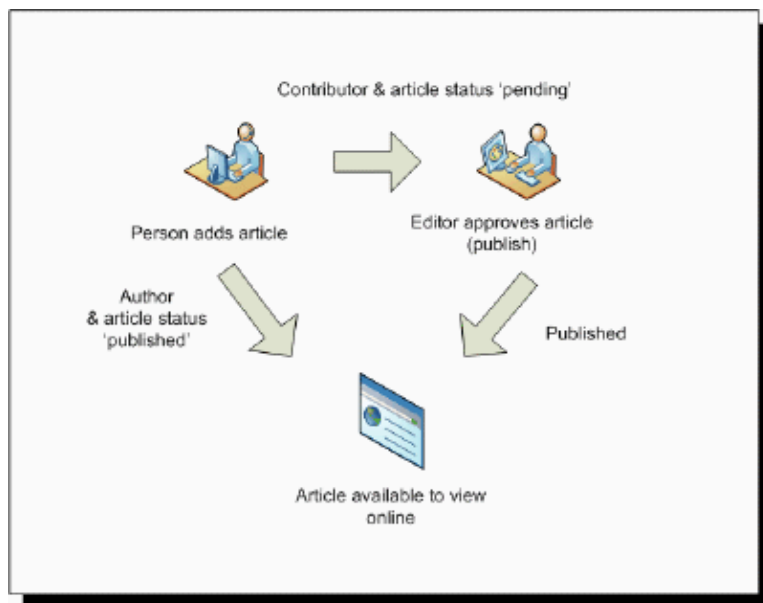 Contributor & article status 'pending'
Person adds article
Editor approves article
(publish)
Author
& article status
'published'
Published
Article available to view
online